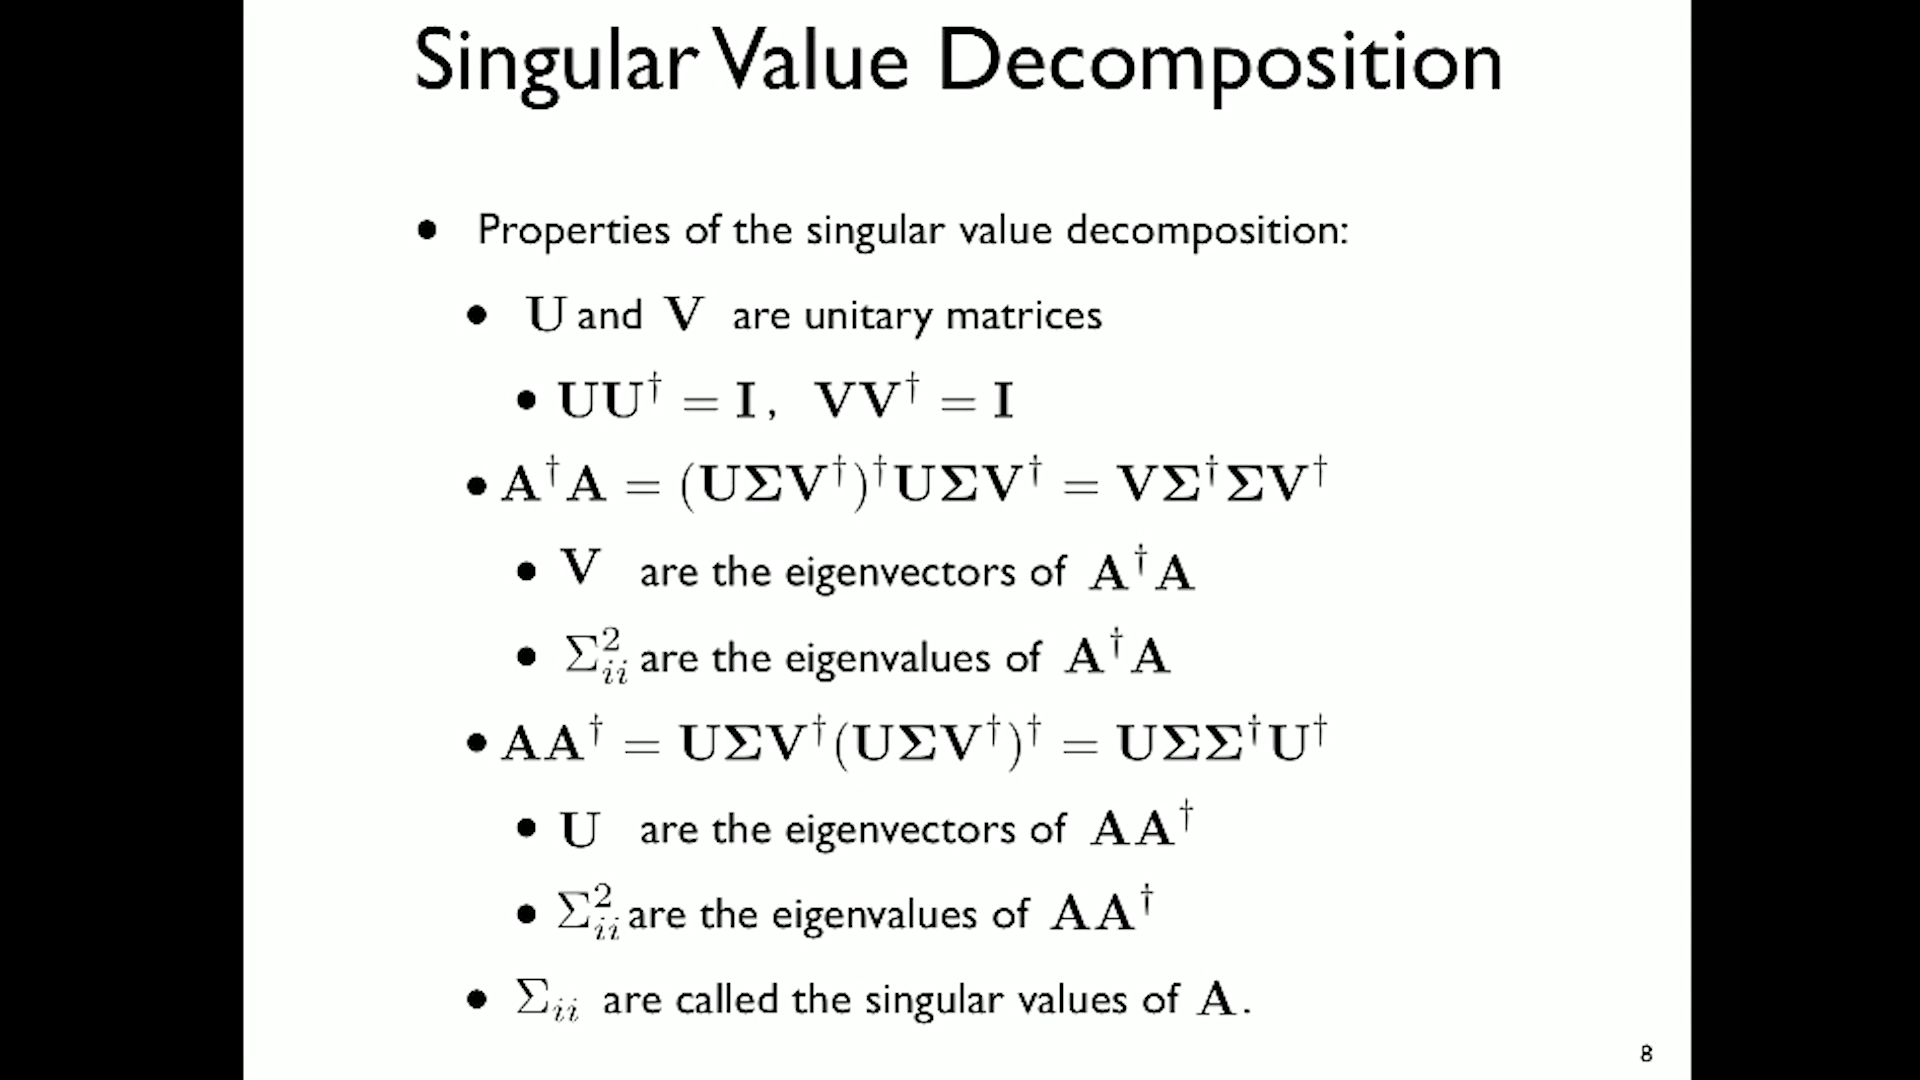 Singular Value Decomposition
• Properties of the singular value decomposition:
• U and V are unitary matrices
• UU† = I, VV† = I
• A†A = (UΣV†)†UΣV† = VΣ†ΣV†
• V are the eigenvectors of A†A
• Σ²ᵢᵢ are the eigenvalues of A†A
• AA† = UΣV†(UΣV†)† = UΣΣ†U†
• U are the eigenvectors of AA†
• Σ²ᵢᵢ are the eigenvalues of AA†
• Σᵢᵢ are called the singular values of A.
8